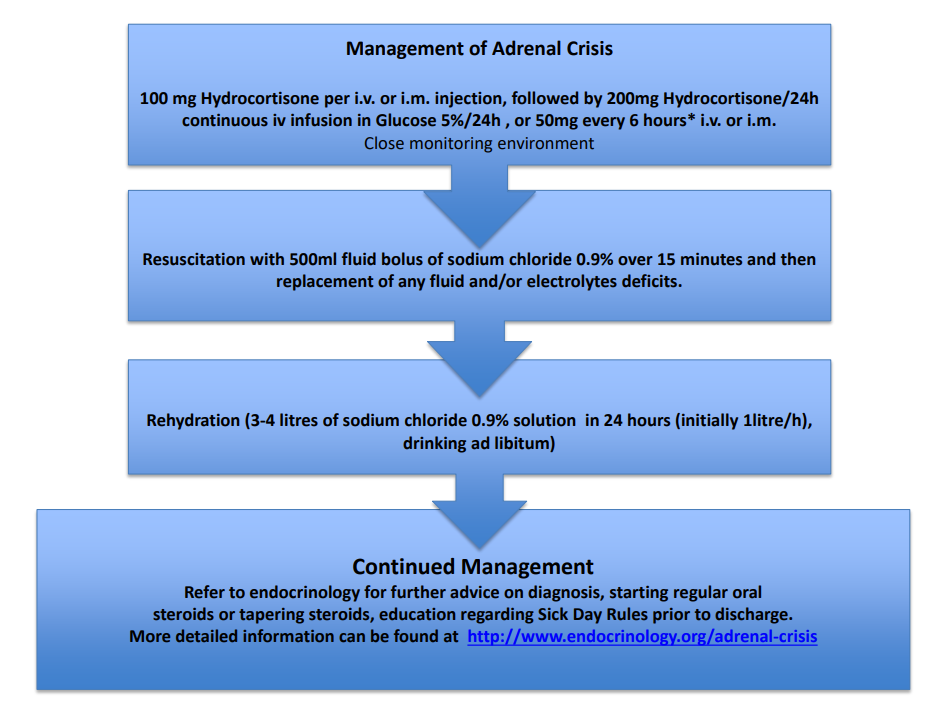 Management of Adrenal Crisis
100 mg Hydrocortisone per i.v. or i.m. injection, followed by 200mg Hydrocortisone/24h
continuous iv infusion in Glucose 5%/24h , or 50mg every 6 hours* i.v. or i.m.
Close monitoring environment
Resuscitation with 500ml fluid bolus of sodium chloride 0.9% over 15 minutes and then
replacement of any fluid and/or electrolytes deficits.
Rehydration (3-4 litres of sodium chloride 0.9% solution  in 24 hours (initially 1litre/h),
drinking ad libitum)
Continued Management
Refer to endocrinology for further advice on diagnosis, starting regular oral
steroids or tapering steroids, education regarding Sick Day Rules prior to discharge.
More detailed information can be found at  http://www.endocrinology.org/adrenal-crisis